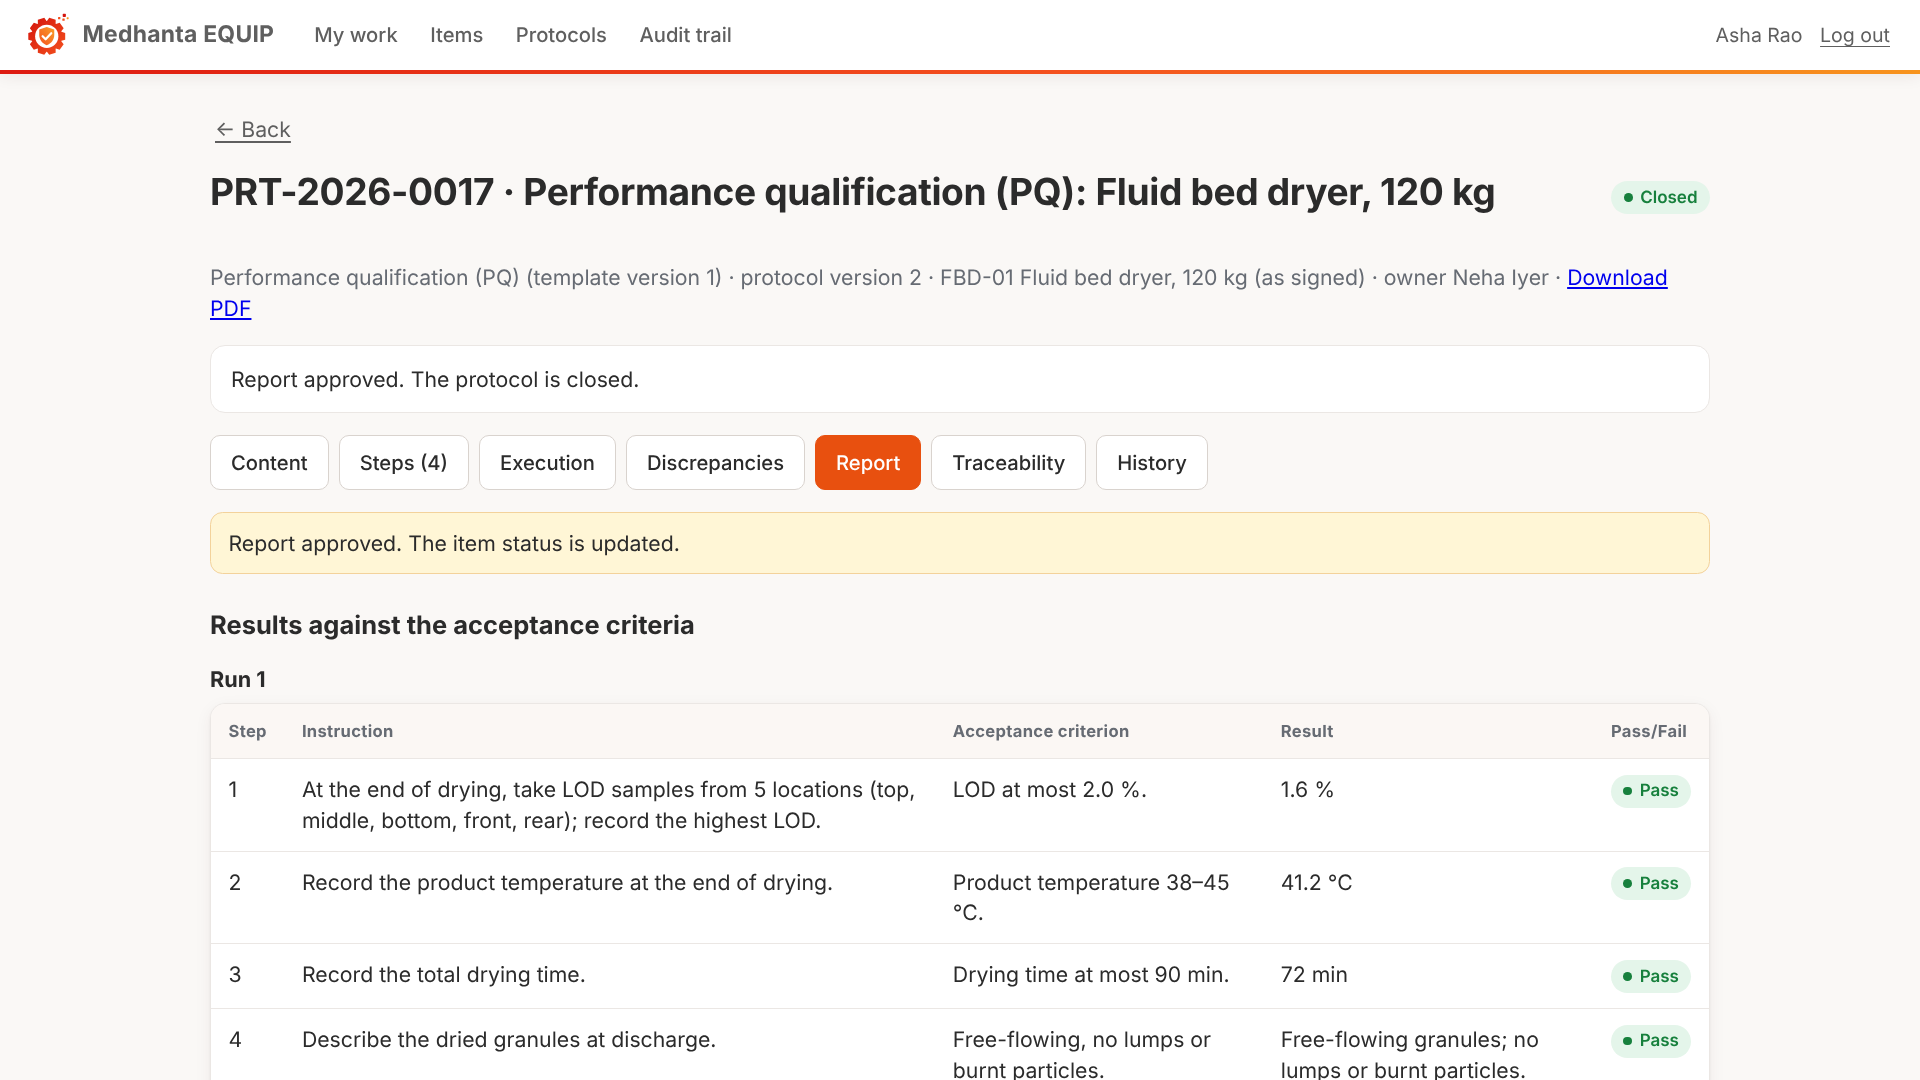 Medhanta EQUIP My work Items Protocols Audit trail Asha Rao Log out
← Back
PRT-2026-0017 · Performance qualification (PQ): Fluid bed dryer, 120 kg Closed
Performance qualification (PQ) (template version 1) · protocol version 2 · FBD-01 Fluid bed dryer, 120 kg (as signed) · owner Neha Iyer · Download
PDF
Report approved. The protocol is closed.
Content Steps (4) Execution Discrepancies Report Traceability History
Report approved. The item status is updated.
Results against the acceptance criteria
Run 1
Step Instruction Acceptance criterion Result Pass/Fail
1 At the end of drying, take LOD samples from 5 locations (top, LOD at most 2.0 %. 1.6 % Pass
middle, bottom, front, rear); record the highest LOD.
2 Record the product temperature at the end of drying. Product temperature 38–45 41.2 °C Pass
°C.
3 Record the total drying time. Drying time at most 90 min. 72 min Pass
4 Describe the dried granules at discharge. Free-flowing, no lumps or Free-flowing granules; no Pass
burnt particles. lumps or burnt particles.